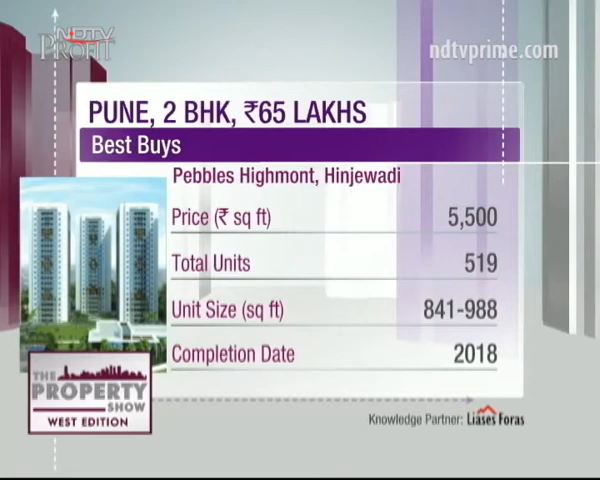 NDTV
PROFIT
ndtvprime.com
PUNE, 2 BHK, ₹65 LAKHS
Best Buys
Pebbles Highmont, Hinjewadi
Price (₹ sq ft) 5,500
Total Units 519
Unit Size (sq ft) 841-988
Completion Date 2018
THE
PROPERTY
SHOW
WEST EDITION
Knowledge Partner: Liases Foras